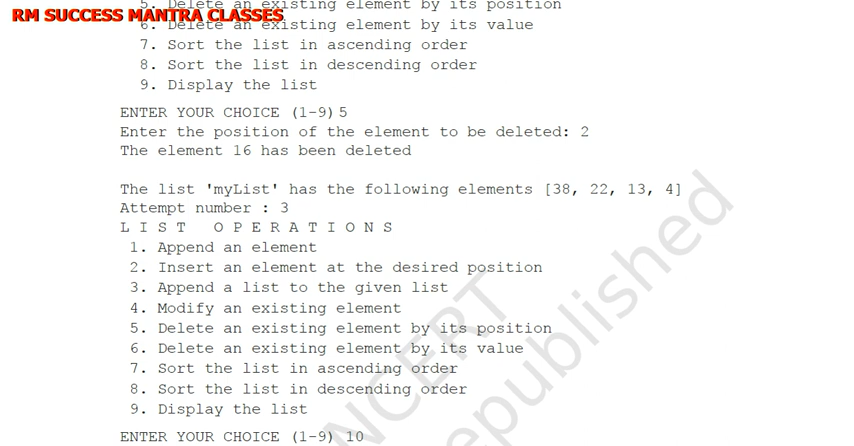 5. Delete an existing element by its position
RM SUCCESS MANTRA CLASSES
6. Delete an existing element by its value
7. Sort the list in ascending order
8. Sort the list in descending order
9. Display the list
ENTER YOUR CHOICE (1-9) 5
Enter the position of the element to be deleted: 2
The element 16 has been deleted
The list 'myList' has the following elements [38, 22, 13, 4]
Attempt number : 3
L I S T   O P E R A T I O N S
1. Append an element
2. Insert an element at the desired position
3. Append a list to the given list
4. Modify an existing element
5. Delete an existing element by its position
6. Delete an existing element by its value
7. Sort the list in ascending order
8. Sort the list in descending order
9. Display the list
ENTER YOUR CHOICE (1-9) 10
NCERT
republished